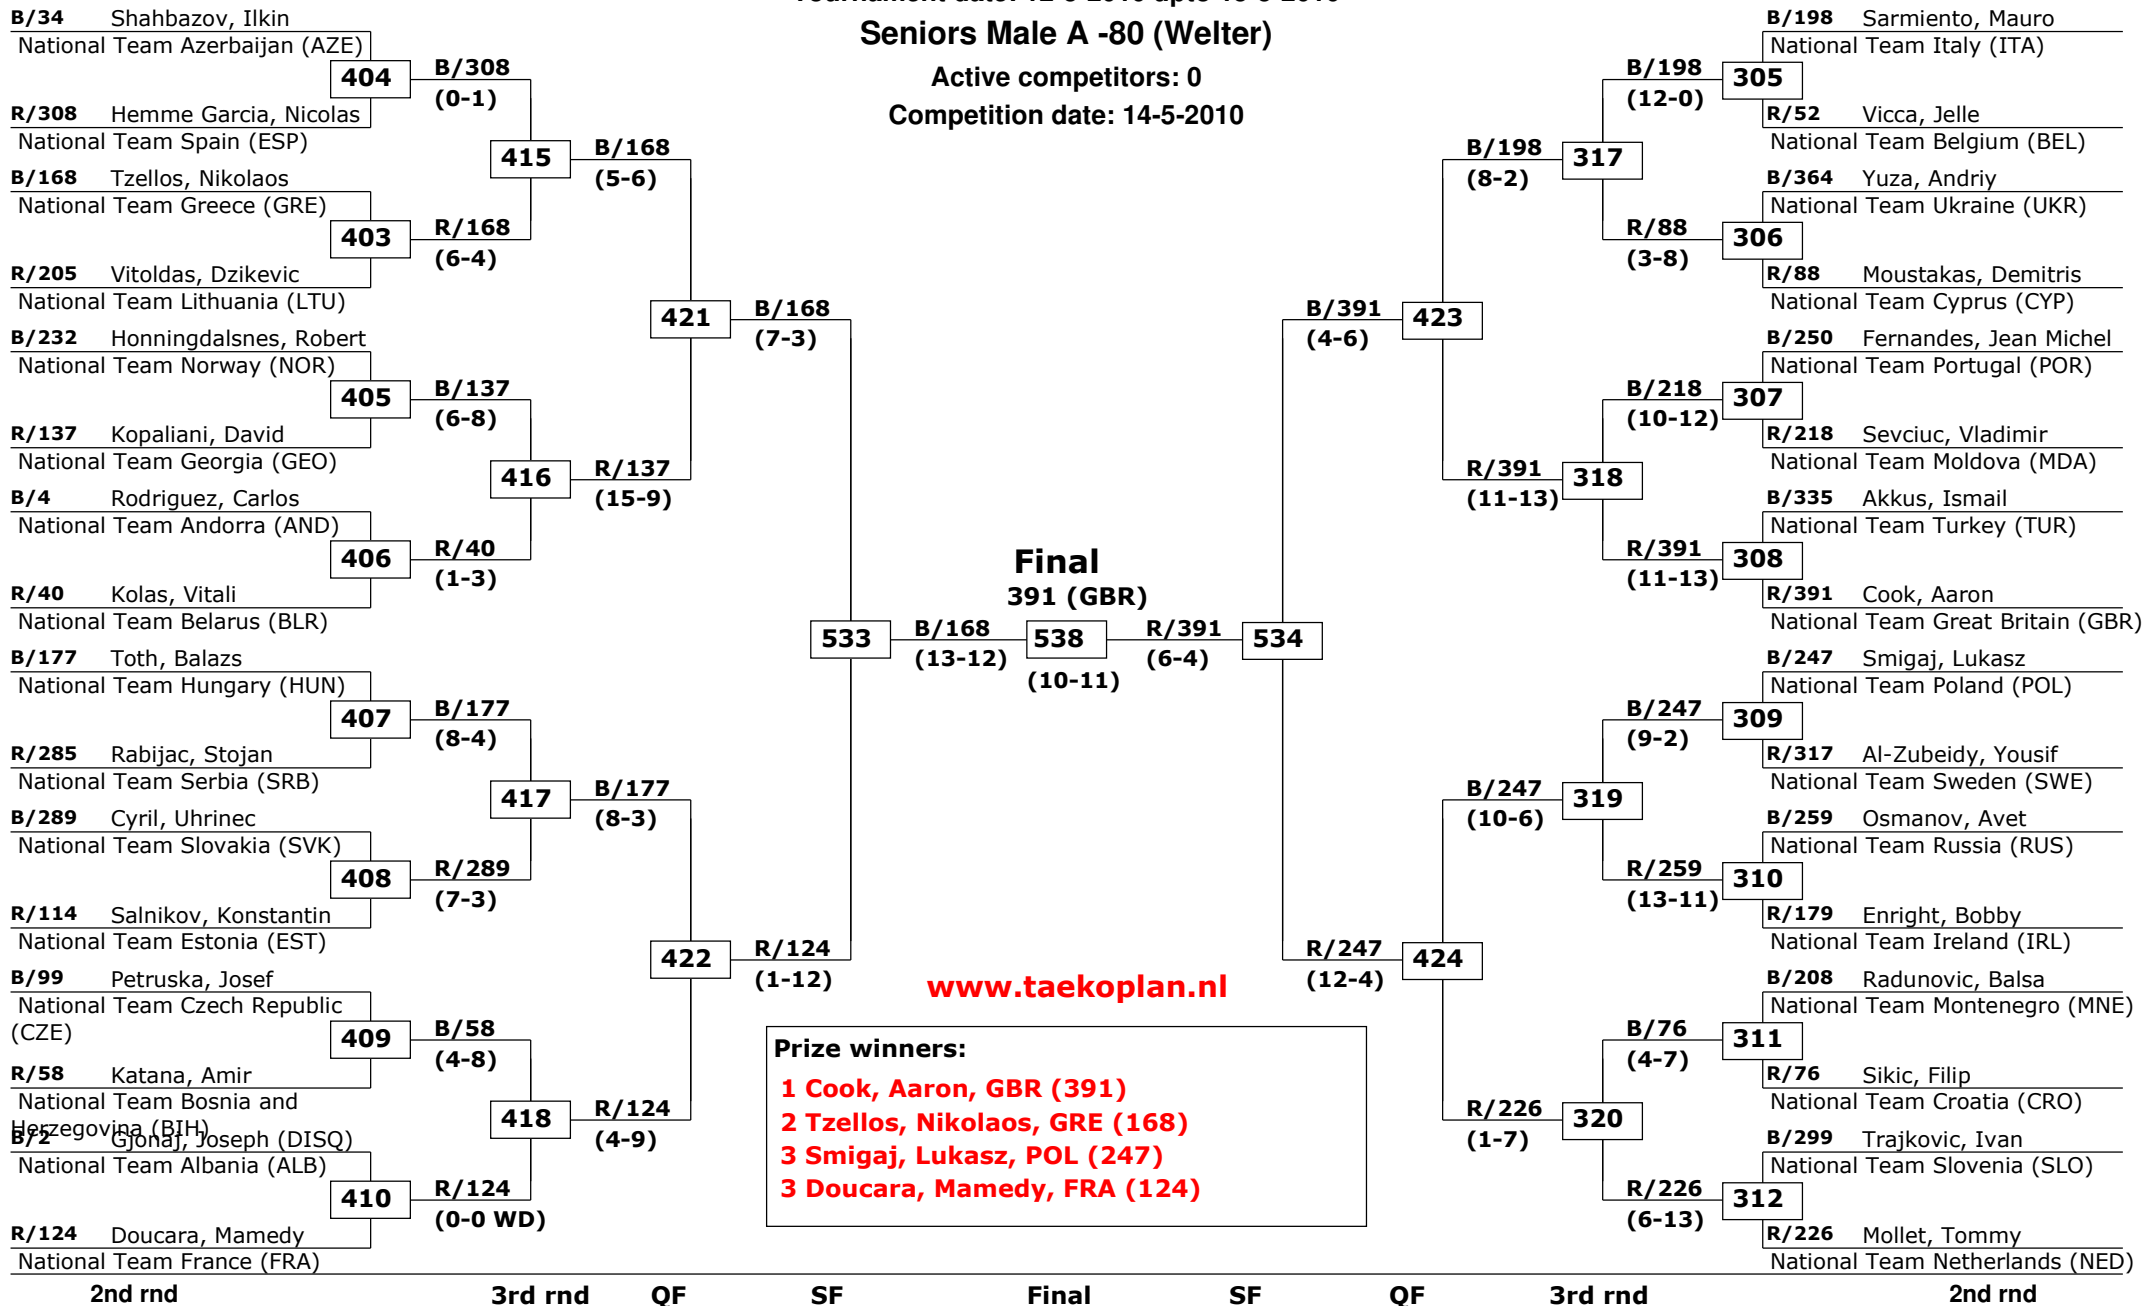 Seniors Male A -80 (Welter)
Active competitors: 0
Competition date: 14-5-2010
B/34 Shahbazov, Ilkin
National Team Azerbaijan (AZE)
404
R/308 Hemme Garcia, Nicolas
National Team Spain (ESP)
B/168 Tzellos, Nikolaos
National Team Greece (GRE)
403
R/205 Vitoldas, Dzikevic
National Team Lithuania (LTU)
B/232 Honningdalsnes, Robert
National Team Norway (NOR)
405
R/137 Kopaliani, David
National Team Georgia (GEO)
B/4 Rodriguez, Carlos
National Team Andorra (AND)
406
R/40 Kolas, Vitali
National Team Belarus (BLR)
B/177 Toth, Balazs
National Team Hungary (HUN)
407
R/285 Rabijac, Stojan
National Team Serbia (SRB)
B/289 Cyril, Uhrinec
National Team Slovakia (SVK)
408
R/114 Salnikov, Konstantin
National Team Estonia (EST)
B/99 Petruska, Josef
National Team Czech Republic
(CZE)
409
R/58 Katana, Amir
National Team Bosnia and
Herzegovina (BIH)
B/2 Gjonaj, Joseph (DISQ)
National Team Albania (ALB)
410
R/124 Doucara, Mamedy
National Team France (FRA)
B/308
(0-1)
415
R/168
(6-4)
B/137
(6-8)
416
R/40
(1-3)
B/177
(8-4)
417
R/289
(7-3)
B/58
(4-8)
418
R/124
(0-0 WD)
B/168
(5-6)
421
R/137
(15-9)
B/177
(8-3)
422
R/124
(4-9)
B/168
(7-3)
533
R/124
(1-12)
B/168
(13-12)
Final
391 (GBR)
538
(10-11)
R/391
(6-4)
B/391
(4-6)
534
R/247
(12-4)
B/198
(8-2)
423
R/391
(11-13)
B/247
(10-6)
424
R/226
(1-7)
B/198
(12-0)
317
R/88
(3-8)
B/218
(10-12)
318
R/391
(11-13)
B/247
(9-2)
319
R/259
(13-11)
B/76
(4-7)
320
R/226
(6-13)
B/198 Sarmiento, Mauro
National Team Italy (ITA)
305
R/52 Vicca, Jelle
National Team Belgium (BEL)
B/364 Yuza, Andriy
National Team Ukraine (UKR)
306
R/88 Moustakas, Demitris
National Team Cyprus (CYP)
B/250 Fernandes, Jean Michel
National Team Portugal (POR)
307
R/218 Sevciuc, Vladimir
National Team Moldova (MDA)
B/335 Akkus, Ismail
National Team Turkey (TUR)
308
R/391 Cook, Aaron
National Team Great Britain (GBR)
B/247 Smigaj, Lukasz
National Team Poland (POL)
309
R/317 Al-Zubeidy, Yousif
National Team Sweden (SWE)
B/259 Osmanov, Avet
National Team Russia (RUS)
310
R/179 Enright, Bobby
National Team Ireland (IRL)
B/208 Radunovic, Balsa
National Team Montenegro (MNE)
311
R/76 Sikic, Filip
National Team Croatia (CRO)
B/299 Trajkovic, Ivan
National Team Slovenia (SLO)
312
R/226 Mollet, Tommy
National Team Netherlands (NED)
www.taekoplan.nl
Prize winners:
1 Cook, Aaron, GBR (391)
2 Tzellos, Nikolaos, GRE (168)
3 Smigaj, Lukasz, POL (247)
3 Doucara, Mamedy, FRA (124)
2nd rnd 3rd rnd QF SF Final SF QF 3rd rnd 2nd rnd